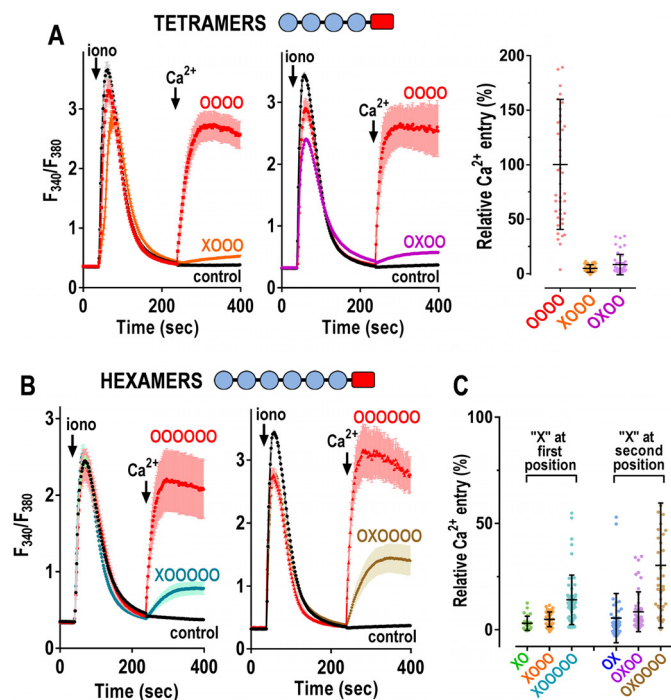 A
TETRAMERS
iono
Ca2+
OOOO
XOOO
control
F340/F380
3
2
1
0
0
200
400
Time (sec)
iono
Ca2+
OOOO
OXOO
control
3
2
1
0
0
200
400
Time (sec)
Relative Ca2+ entry (%)
200
150
100
50
0
OOOO
XOOO
OXOO
B
HEXAMERS
iono
Ca2+
OOOOOO
XOOOOO
control
F340/F380
3
2
1
0
0
200
400
Time (sec)
iono
Ca2+
OOOOOO
OXOOOO
control
3
2
1
0
0
200
400
Time (sec)
C
"X" at
first
position
"X" at
second
position
Relative Ca2+ entry (%)
100
50
0
XO
XOOO
XOOOOO
OX
OXOO
OXOOOO